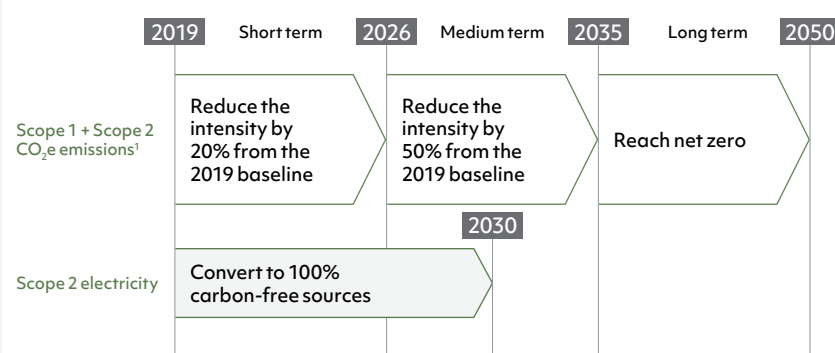 2019 Short term 2026 Medium term 2035 Long term 2050
Scope 1 + Scope 2
CO₂e emissions¹
Reduce the
intensity by
20% from the
2019 baseline
Reduce the
intensity by
50% from the
2019 baseline
Reach net zero
2030
Scope 2 electricity
Convert to 100%
carbon-free sources